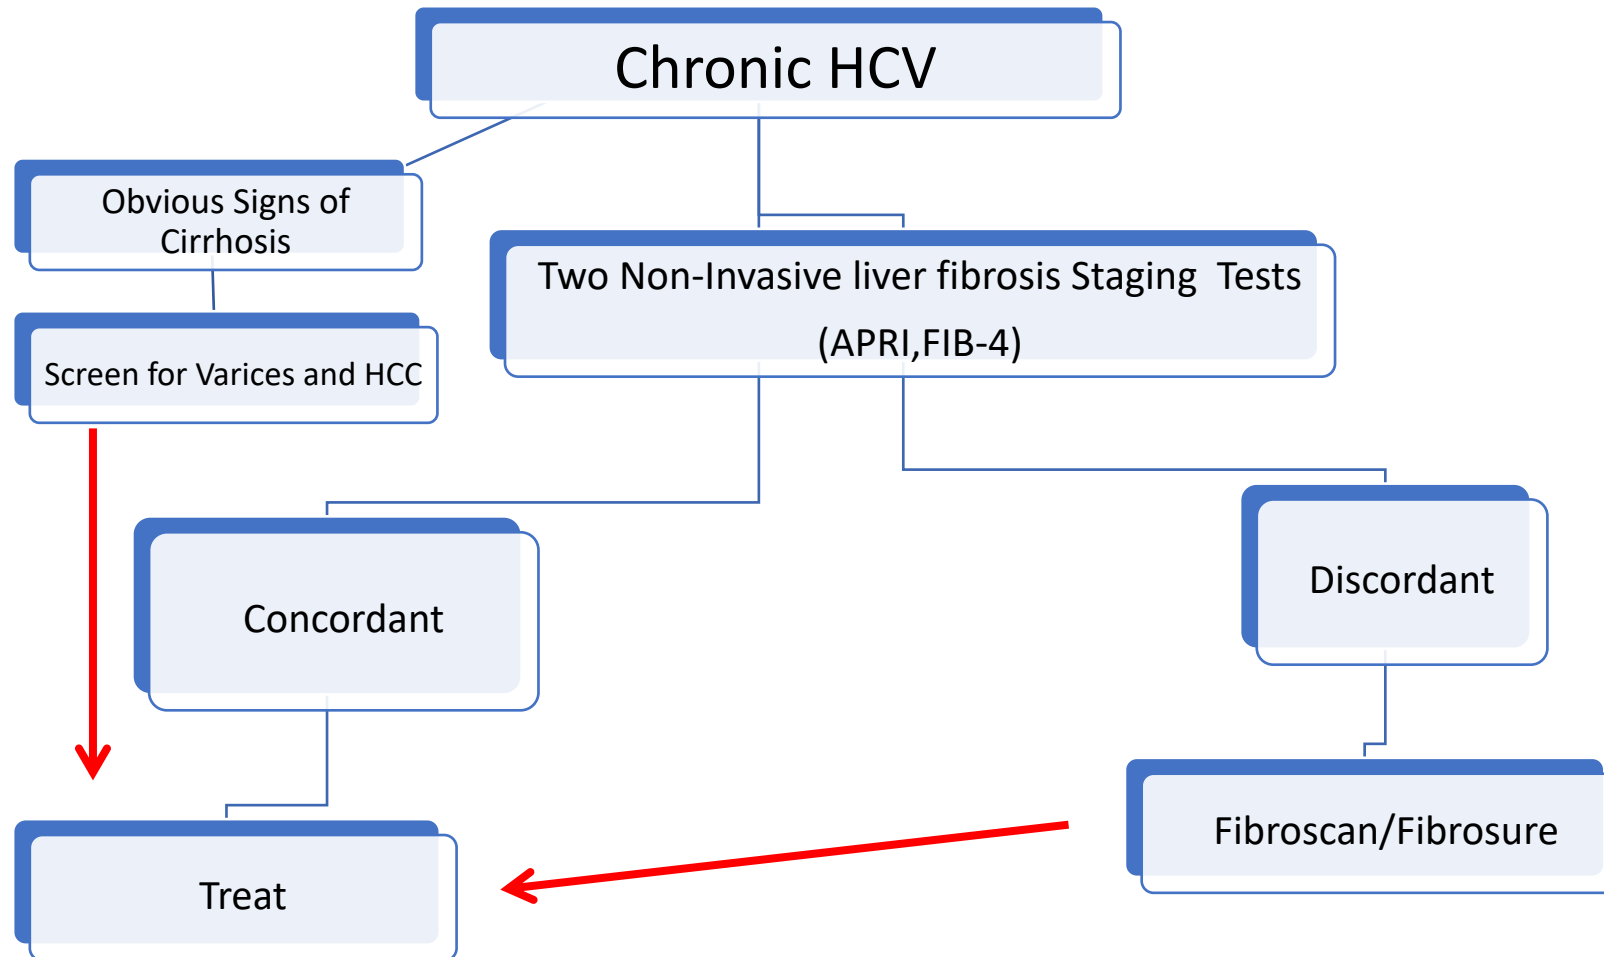 Chronic HCV
Obvious Signs of
Cirrhosis
Two Non-Invasive liver fibrosis Staging  Tests
(APRI,FIB-4)
Screen for Varices and HCC
Concordant
Discordant
Fibroscan/Fibrosure
Treat